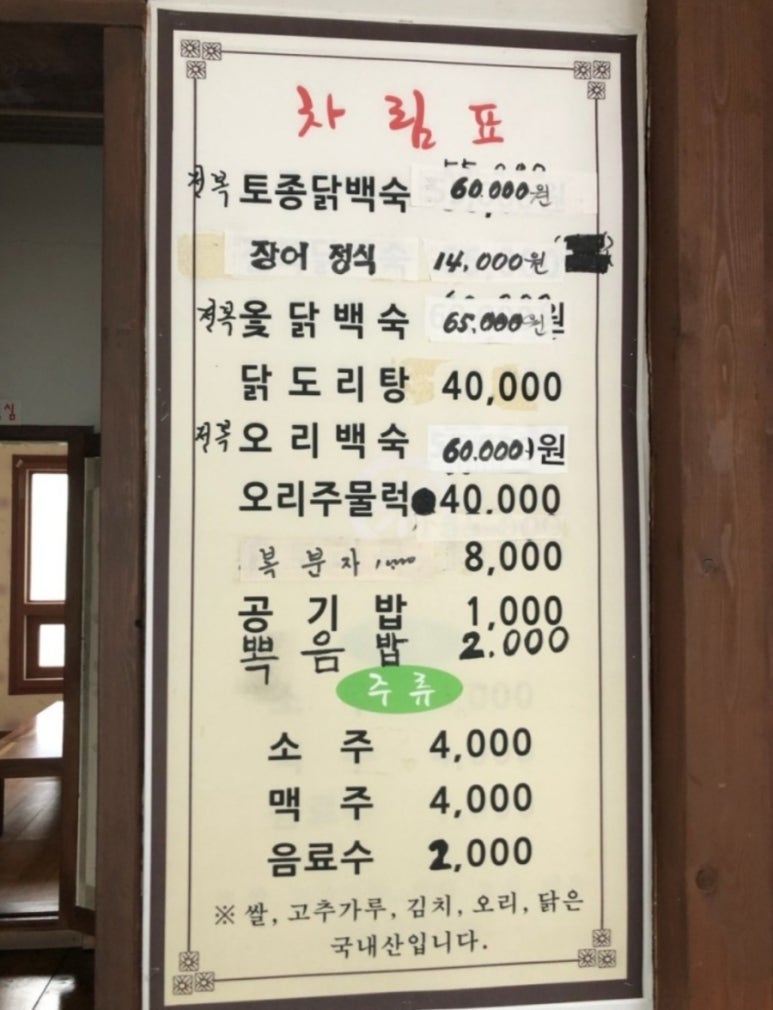 차림표
전복 토종닭백숙 60.000원
장어 정식 14,000원
전복 옻닭백숙 65.000원
닭도리탕 40,000
전복 오리백숙 60.000원
오리주물럭 40.000
복분자 8,000
공기밥 1,000
뽁음밥 2.000
주류
소주 4,000
맥주 4,000
음료수 2,000
※ 쌀, 고추가루, 김치, 오리, 닭은
국내산입니다.